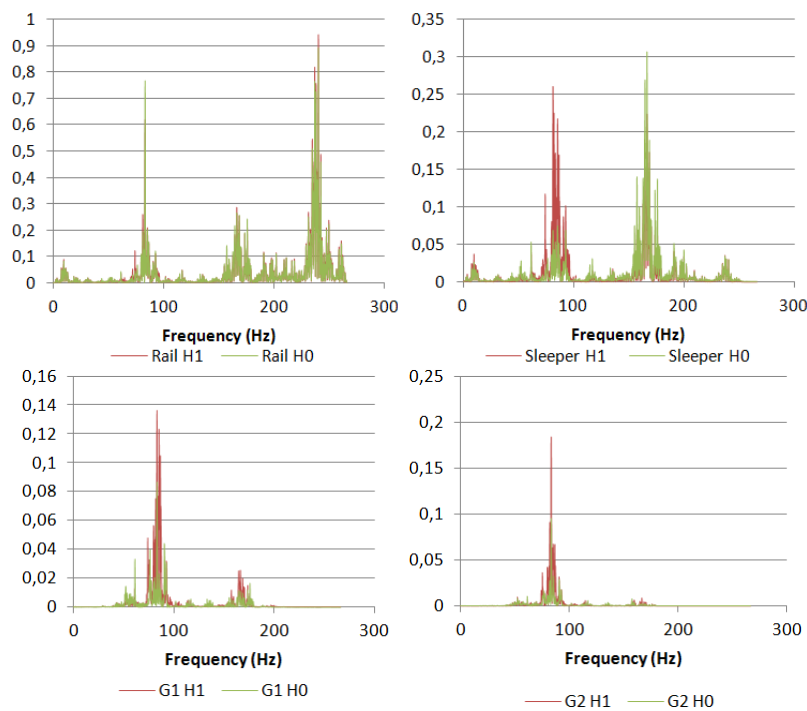 1
0,9
0,8
0,7
0,6
0,5
0,4
0,3
0,2
0,1
0
0 100 200 300
Frequency (Hz)
Rail H1 Rail H0
0,35
0,3
0,25
0,2
0,15
0,1
0,05
0
0 100 200 300
Frequency (Hz)
Sleeper H1 Sleeper H0
0,16
0,14
0,12
0,1
0,08
0,06
0,04
0,02
0
0 100 200 300
Frequency (Hz)
G1 H1 G1 H0
0,25
0,2
0,15
0,1
0,05
0
0 100 200 300
Frequency (Hz)
G2 H1 G2 H0